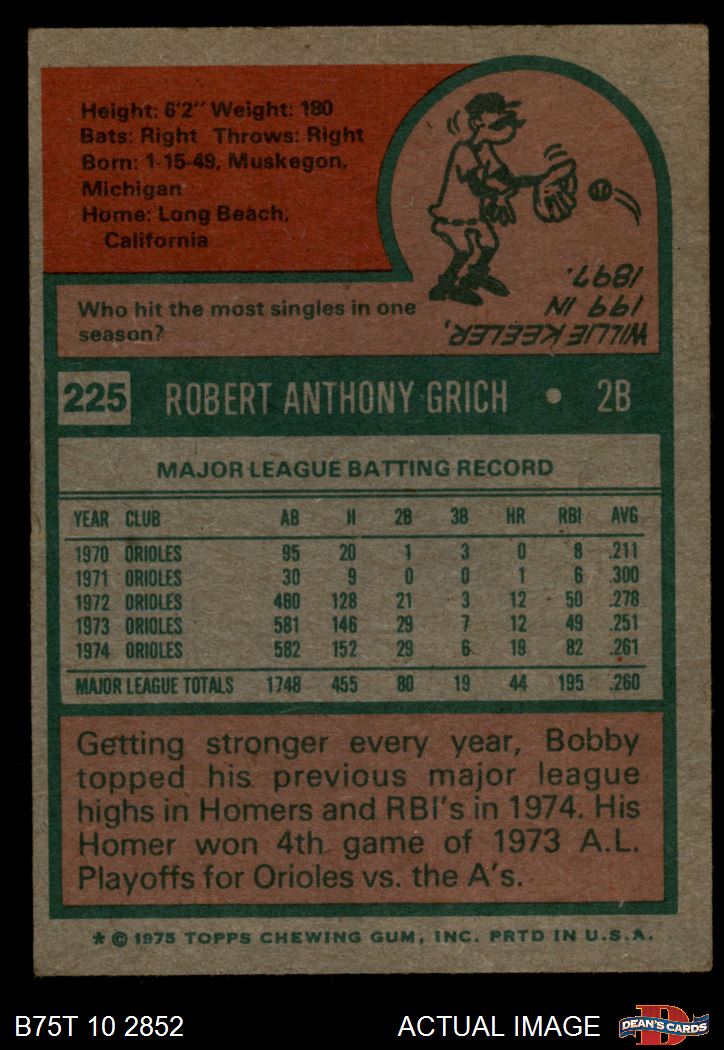 Height: 6'2" Weight: 180
Bats: Right Throws: Right
Born: 1-15-49, Muskegon,
Michigan
Home: Long Beach,
California
Who hit the most singles in one
season?
WILLIE KEELER,
199 IN
1897.
225 ROBERT ANTHONY GRICH • 2B
MAJOR LEAGUE BATTING RECORD
YEAR CLUB AB H 2B 3B HR RBI AVG
1970 ORIOLES 95 20 1 3 0 8 .211
1971 ORIOLES 30 9 0 0 1 6 .300
1972 ORIOLES 460 128 21 3 12 50 .278
1973 ORIOLES 581 146 29 7 12 49 .251
1974 ORIOLES 582 152 29 6 19 82 .261
MAJOR LEAGUE TOTALS 1748 455 80 19 44 195 .260
Getting stronger every year, Bobby
topped his previous major league
highs in Homers and RBI's in 1974. His
Homer won 4th game of 1973 A.L.
Playoffs for Orioles vs. the A's.
* © 1975 TOPPS CHEWING GUM, INC. PRTD IN U.S.A.
B75T 10 2852 ACTUAL IMAGE D DEAN'S CARDS